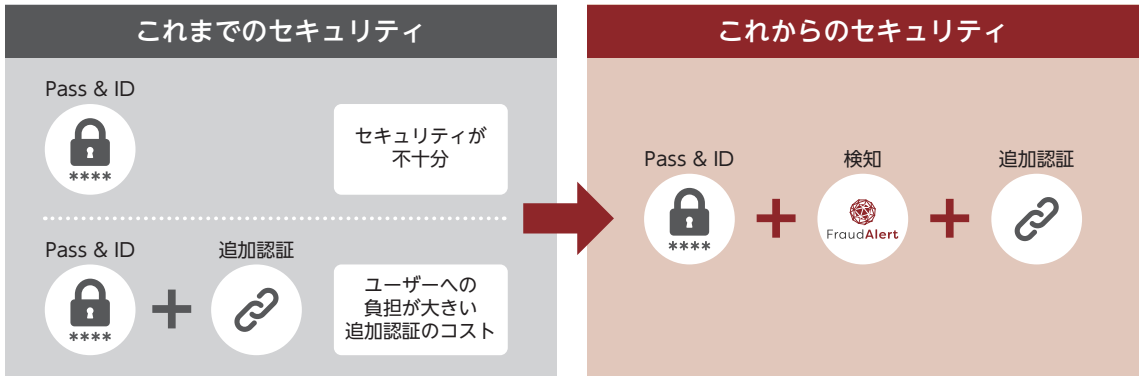 これまでのセキュリティ
Pass & ID
****
セキュリティが
不十分
Pass & ID
****
追加認証
ユーザーへの
負担が大きい
追加認証のコスト
これからのセキュリティ
Pass & ID
****
検知
FraudAlert
追加認証